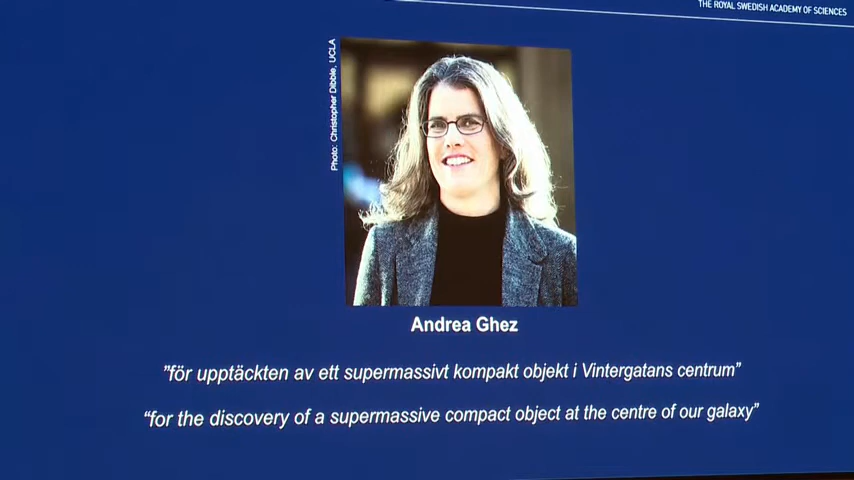 THE ROYAL SWEDISH ACADEMY OF SCIENCES
Photo: Christopher Dibble, UCLA
Andrea Ghez
”för upptäckten av ett supermassivt kompakt objekt i Vintergatans centrum”
“for the discovery of a supermassive compact object at the centre of our galaxy”